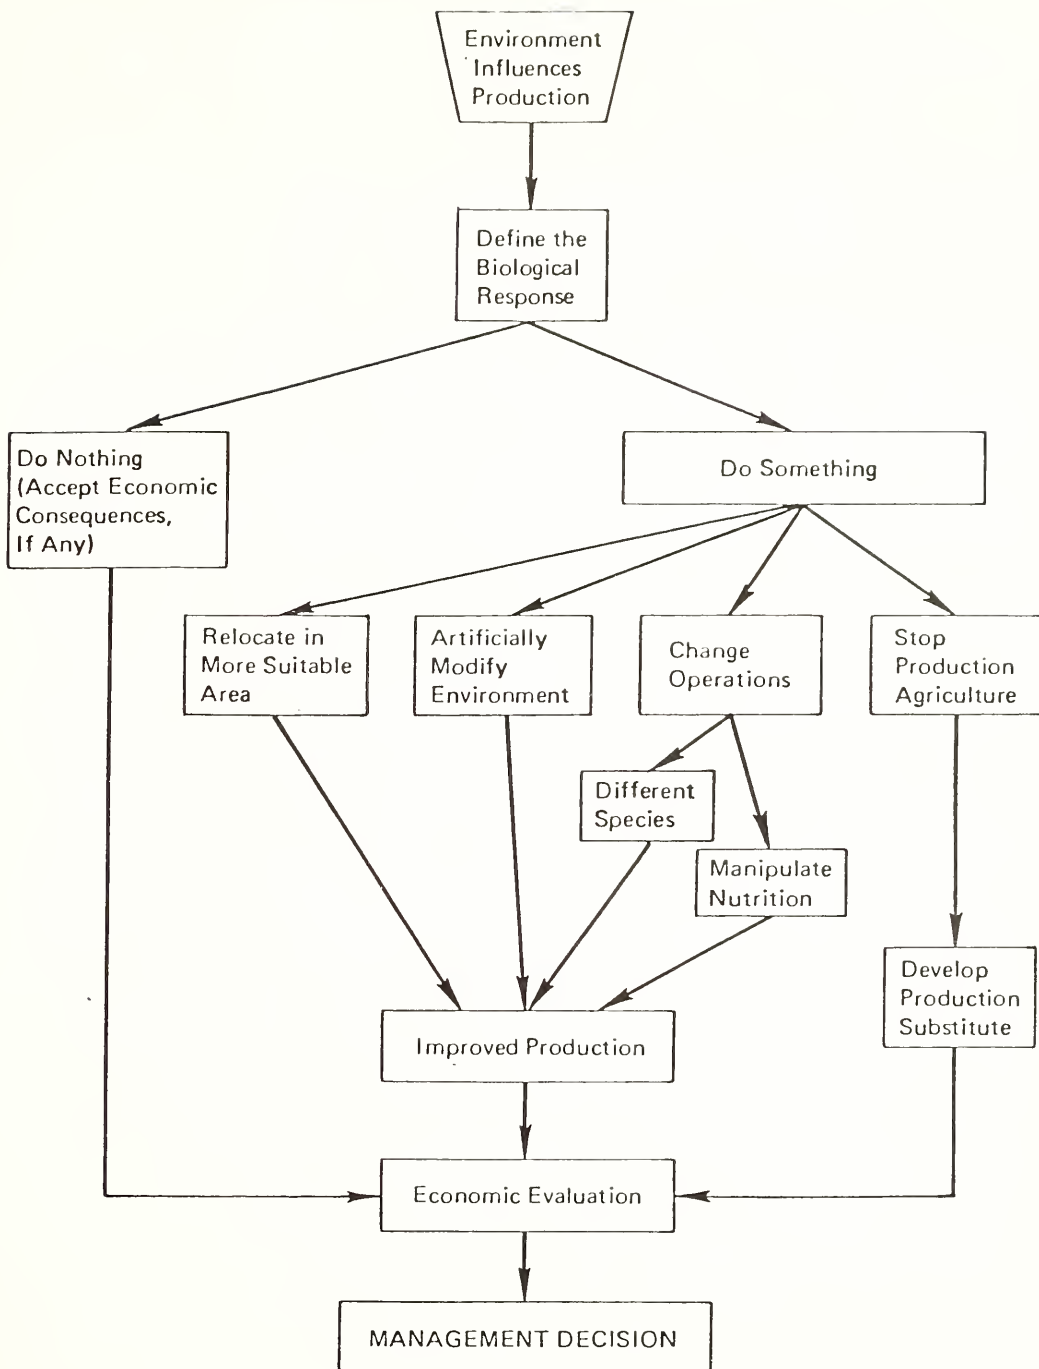 Environment
Influences
Production
Define the
Biological
Response
Do Nothing
(Accept Economic
Consequences,
If Any)
Do Something
Relocate in
More Suitable
Area
Artificially
Modify
Environment
Change
Operations
Stop
Production
Agriculture
Different
Species
Manipulate
Nutrition
Develop
Production
Substitute
Improved Production
Economic Evaluation
MANAGEMENT DECISION